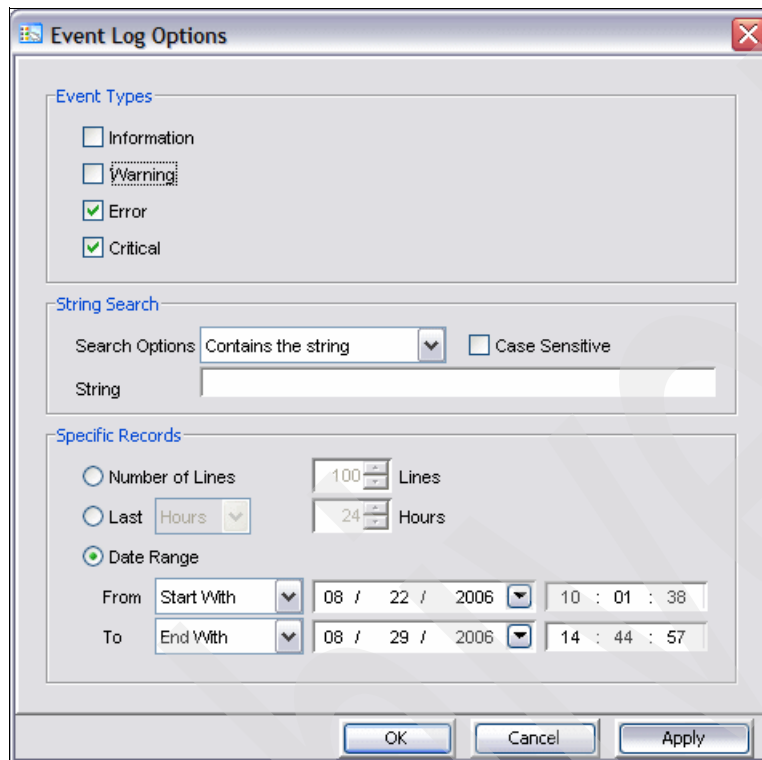 Event Log Options
Event Types
Information
Warning
Error
Critical
String Search
Search Options Contains the string Case Sensitive
String
Specific Records
Number of Lines 100 Lines
Last Hours 24 Hours
Date Range
From Start With 08 / 22 / 2006 10 : 01 : 38
To End With 08 / 29 / 2006 14 : 44 : 57
OK Cancel Apply